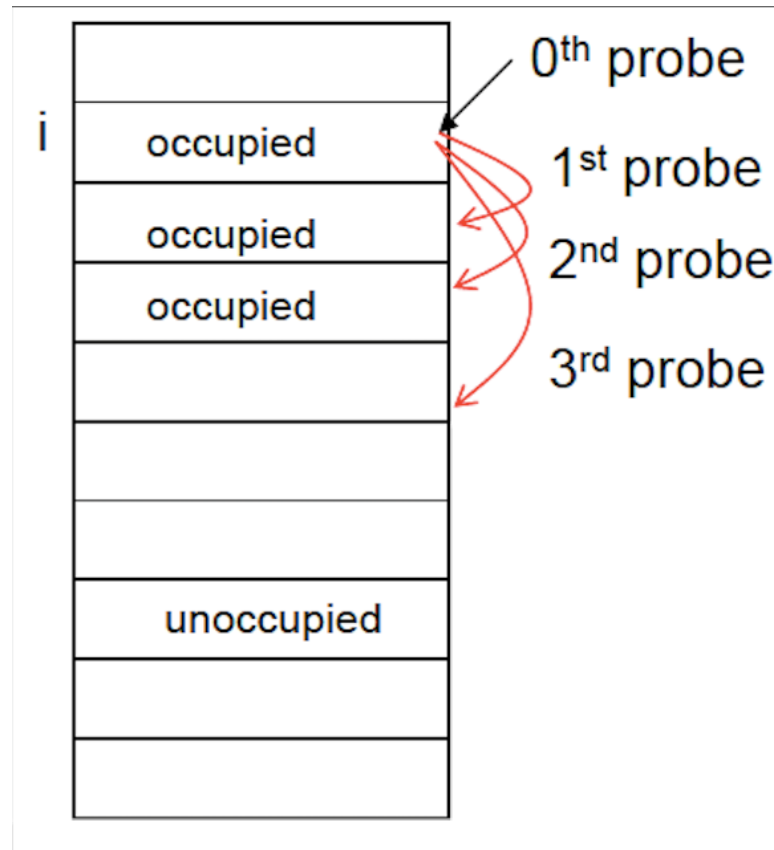 0th probe
i
occupied
1st probe
occupied
2nd probe
occupied
3rd probe
unoccupied